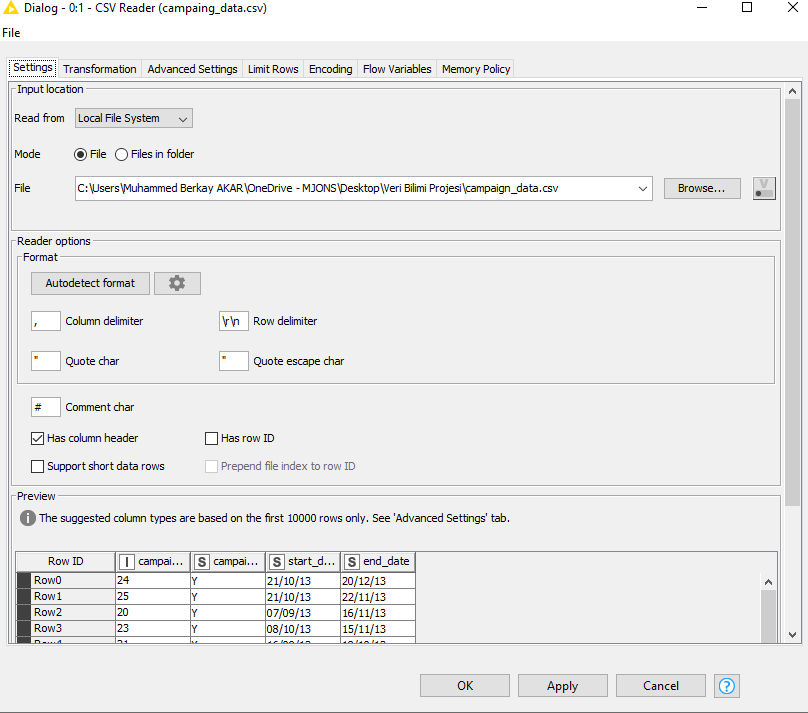 Dialog - 0:1 - CSV Reader (campaing_data.csv)
File
Settings Transformation Advanced Settings Limit Rows Encoding Flow Variables Memory Policy
Input location
Read from Local File System
Mode File Files in folder
File C:\Users\Muhammed Berkay AKAR\OneDrive - MJONS\Desktop\Veri Bilimi Projesi\campaign_data.csv Browse... V
Reader options
Format
Autodetect format
, Column delimiter \r\n Row delimiter
" Quote char " Quote escape char
# Comment char
Has column header Has row ID
Support short data rows Prepend file index to row ID
Preview
i The suggested column types are based on the first 10000 rows only. See 'Advanced Settings' tab.
Row ID I campai... S campai... S start_d... S end_date
Row0 24 Y 21/10/13 20/12/13
Row1 25 Y 21/10/13 22/11/13
Row2 20 Y 07/09/13 16/11/13
Row3 23 Y 08/10/13 15/11/13
OK Apply Cancel ?